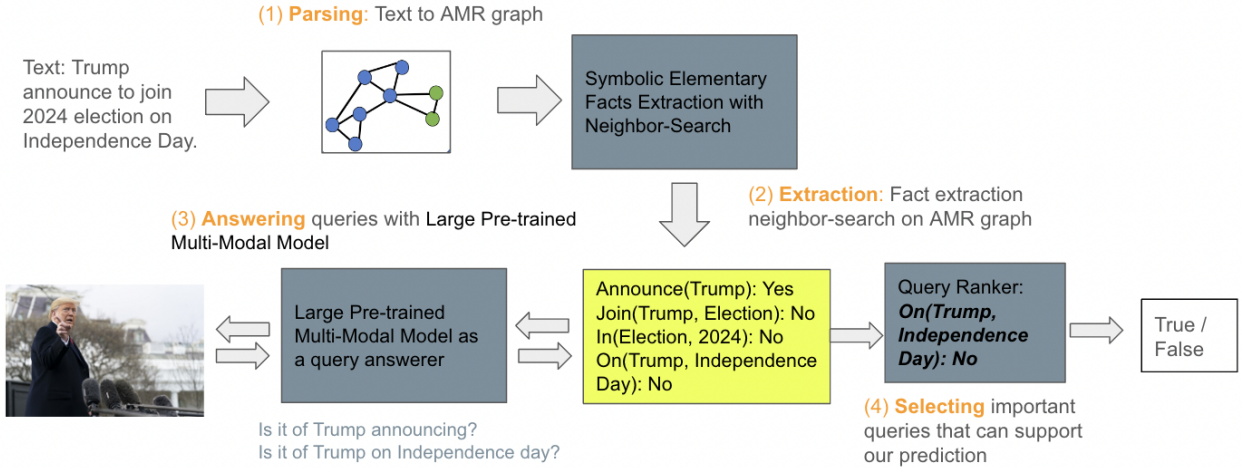 (1) Parsing: Text to AMR graph
Text: Trump
announce to join
2024 election on
Independence Day.
Symbolic Elementary
Facts Extraction with
Neighbor-Search
(2) Extraction: Fact extraction
neighbor-search on AMR graph
(3) Answering queries with Large Pre-trained
Multi-Modal Model
Large Pre-trained
Multi-Modal Model as
a query answerer
Is it of Trump announcing?
Is it of Trump on Independence day?
Announce(Trump): Yes
Join(Trump, Election): No
In(Election, 2024): No
On(Trump, Independence
Day): No
Query Ranker:
On(Trump,
Independence
Day): No
(4) Selecting important
queries that can support
our prediction
True /
False